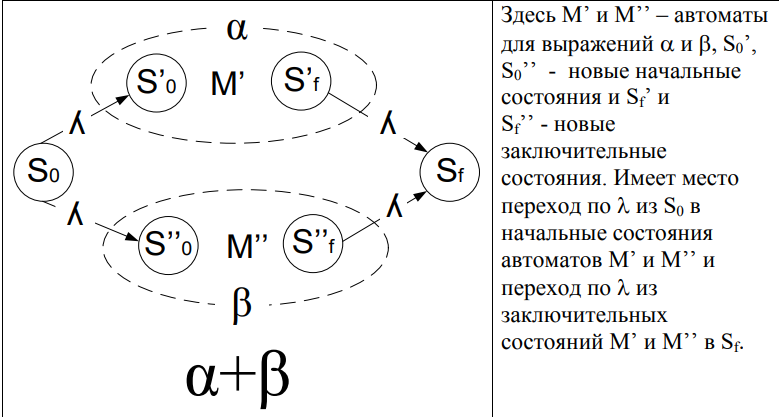 α
S’₀ M’ S’f
λ λ
S₀ Sf
λ λ
S’’₀ M’’ S’’f
β
α+β
Здесь M’ и M’’ – автоматы
для выражений α и β, S₀’,
S₀’’ - новые начальные
состояния и Sf’ и
Sf’’ - новые
заключительные
состояния. Имеет место
переход по λ из S₀ в
начальные состояния
автоматов M’ и M’’ и
переход по λ из
заключительных
состояний M’ и M’’ в Sf.